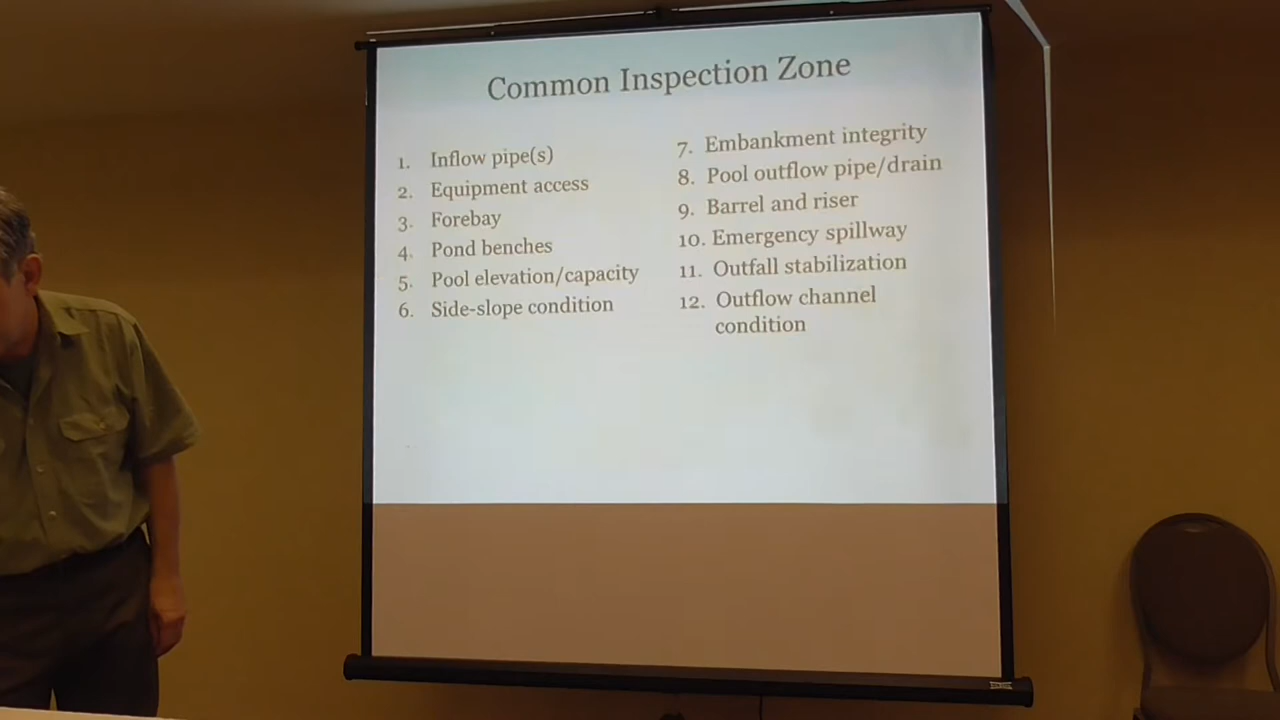 Common Inspection Zone
1. Inflow pipe(s)
2. Equipment access
3. Forebay
4. Pond benches
5. Pool elevation/capacity
6. Side-slope condition
7. Embankment integrity
8. Pool outflow pipe/drain
9. Barrel and riser
10. Emergency spillway
11. Outfall stabilization
12. Outflow channel
condition